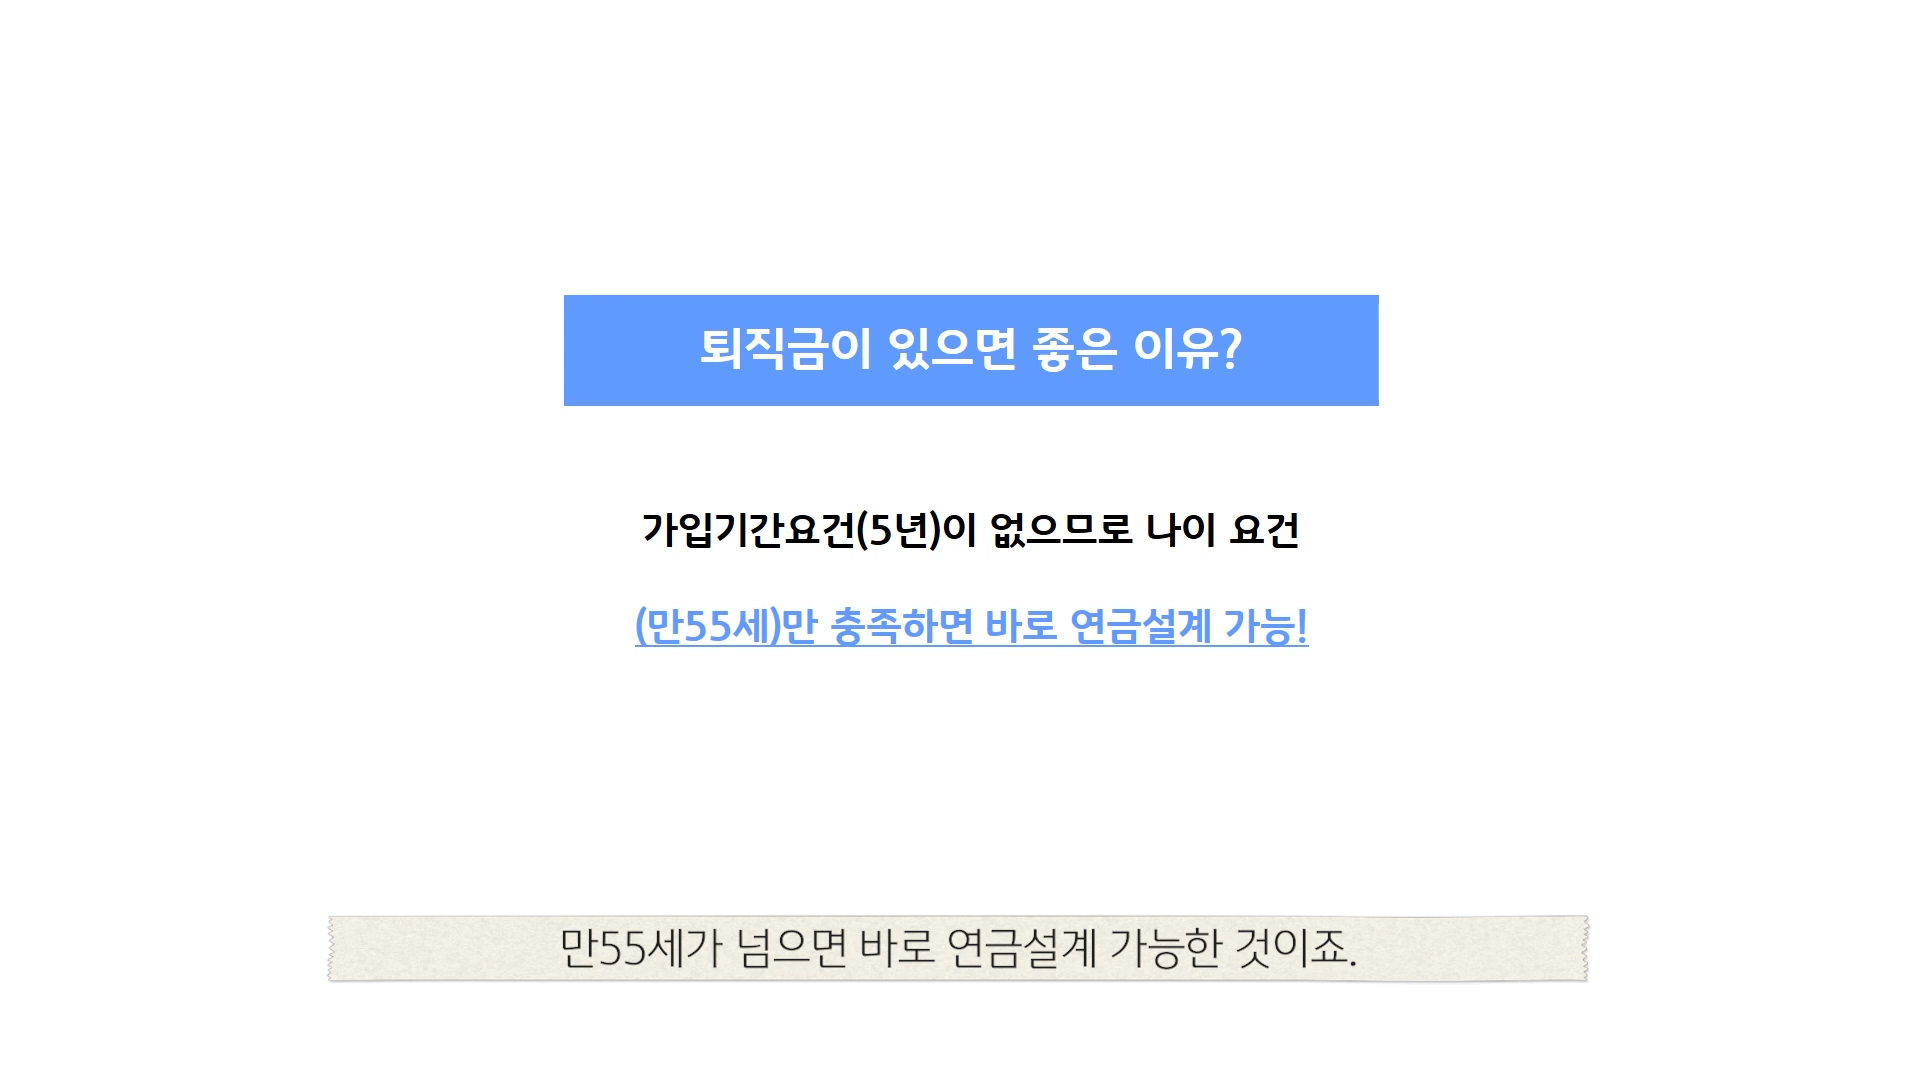 퇴직금이 있으면 좋은 이유?
가입기간요건(5년)이 없으므로 나이 요건
(만55세)만 충족하면 바로 연금설계 가능!
만55세가 넘으면 바로 연금설계 가능한 것이죠.